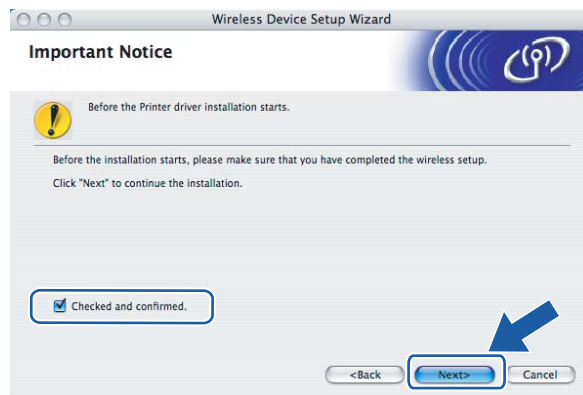 Wireless Device Setup Wizard
Important Notice
Before the Printer driver installation starts.
Before the installation starts, please make sure that you have completed the wireless setup.
Click "Next" to continue the installation.
Checked and confirmed.
<Back Next> Cancel